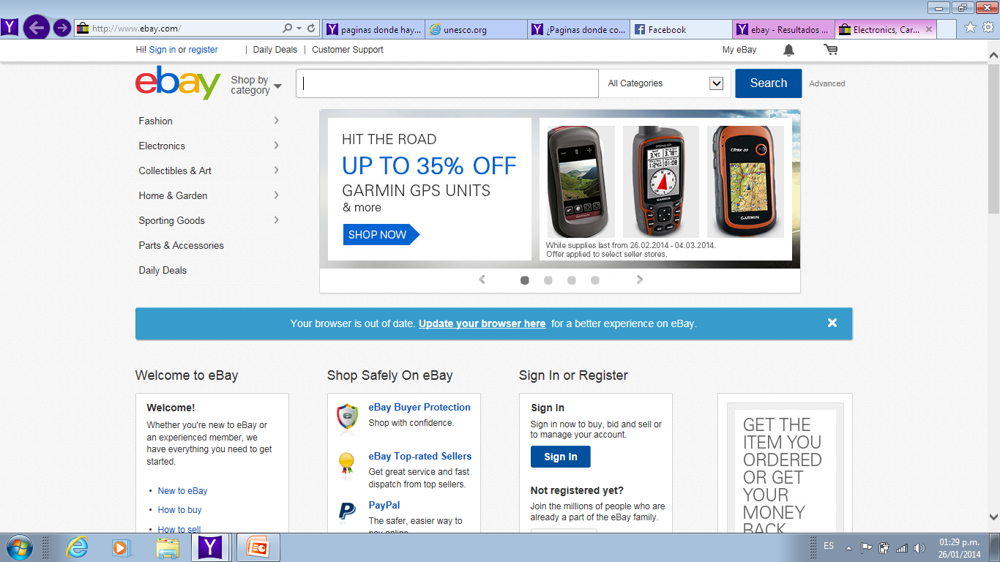 http://www.ebay.com/
paginas donde hay...
unesco.org
¿Paginas donde co...
Facebook
ebay - Resultados ...
Electronics, Car...
Hi! Sign in or register | Daily Deals | Customer Support
My eBay
ebay
Shop by
category
All Categories
Search
Advanced
Fashion
Electronics
Collectibles & Art
Home & Garden
Sporting Goods
Parts & Accessories
Daily Deals
HIT THE ROAD
UP TO 35% OFF
GARMIN GPS UNITS
& more
SHOP NOW
GARMIN
GARMIN
eTrex 20
GARMIN
While supplies last from 26.02.2014 - 04.03.2014.
Offer applied to select seller stores.
Your browser is out of date. Update your browser here for a better experience on eBay.
Welcome to eBay
Welcome!
Whether you're new to eBay or
an experienced member, we
have everything you need to get
started.
• New to eBay
• How to buy
• How to sell
Shop Safely On eBay
eBay Buyer Protection
Shop with confidence.
eBay Top-rated Sellers
Get great service and fast
dispatch from top sellers.
PayPal
The safer, easier way to
pay online.
Sign In or Register
Sign In
Sign in now to buy, bid and sell or
to manage your account.
Sign In
Not registered yet?
Join the millions of people who are
already a part of the eBay family.
GET THE
ITEM YOU
ORDERED
OR GET
YOUR
MONEY
BACK
ES
01:29 p.m.
26/01/2014